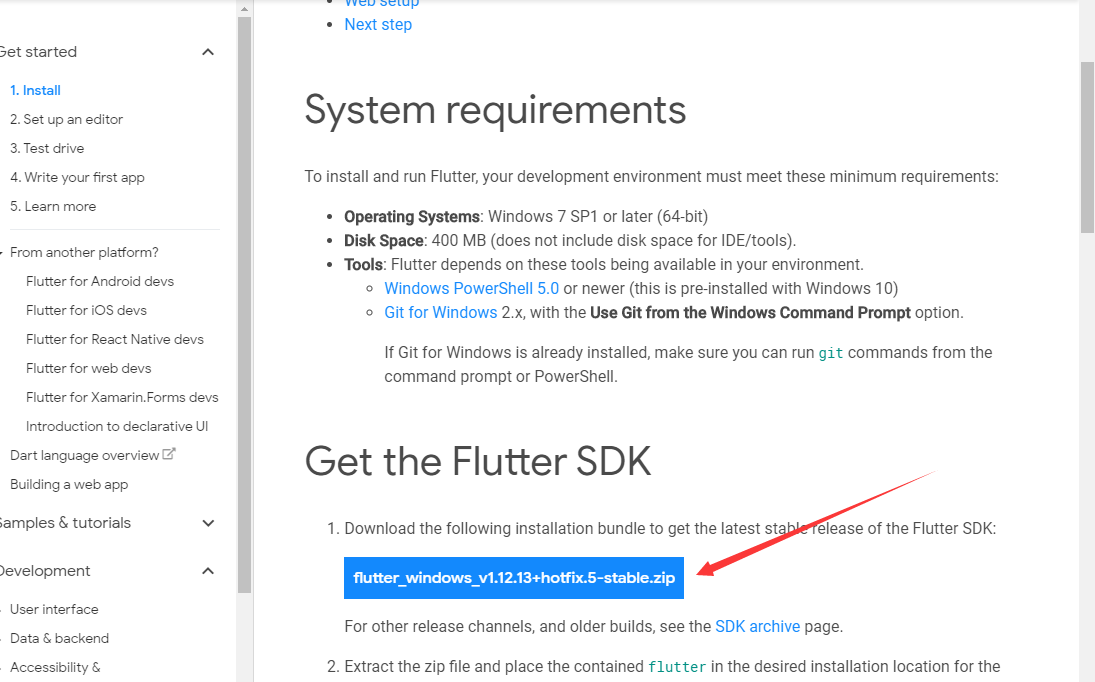 Get started
1. Install
2. Set up an editor
3. Test drive
4. Write your first app
5. Learn more
From another platform?
Flutter for Android devs
Flutter for iOS devs
Flutter for React Native devs
Flutter for web devs
Flutter for Xamarin.Forms devs
Introduction to declarative UI
Dart language overview
Building a web app
Samples & tutorials
Development
User interface
Data & backend
Accessibility &
Web setup
Next step
System requirements
To install and run Flutter, your development environment must meet these minimum requirements:
Operating Systems: Windows 7 SP1 or later (64-bit)
Disk Space: 400 MB (does not include disk space for IDE/tools).
Tools: Flutter depends on these tools being available in your environment.
Windows PowerShell 5.0 or newer (this is pre-installed with Windows 10)
Git for Windows 2.x, with the Use Git from the Windows Command Prompt option.
If Git for Windows is already installed, make sure you can run git commands from the
command prompt or PowerShell.
Get the Flutter SDK
1. Download the following installation bundle to get the latest stable release of the Flutter SDK:
flutter_windows_v1.12.13+hotfix.5-stable.zip
For other release channels, and older builds, see the SDK archive page.
2. Extract the zip file and place the contained flutter in the desired installation location for the